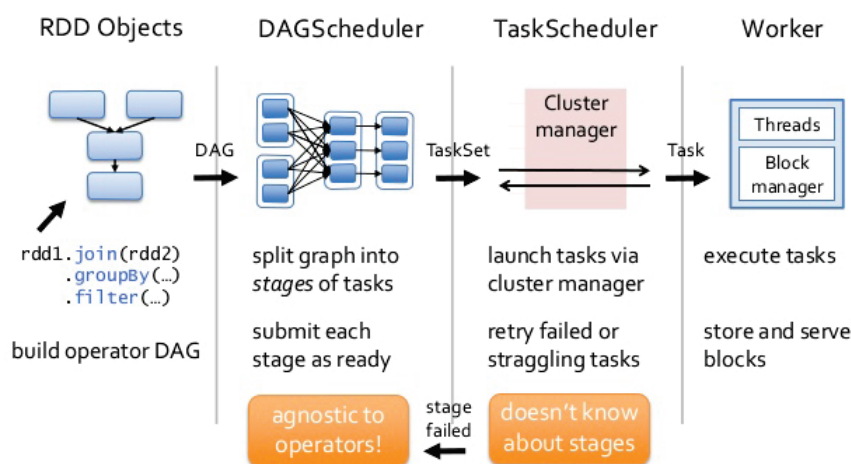 RDD Objects
DAGScheduler
TaskScheduler
Worker
DAG
TaskSet
Cluster
manager
Task
Threads
Block
manager
rdd1.join(rdd2)
.groupBy(…)
.filter(…)
build operator DAG
split graph into
stages of tasks
submit each
stage as ready
launch tasks via
cluster manager
retry failed or
straggling tasks
execute tasks
store and serve
blocks
agnostic to
operators!
stage
failed
doesn't know
about stages